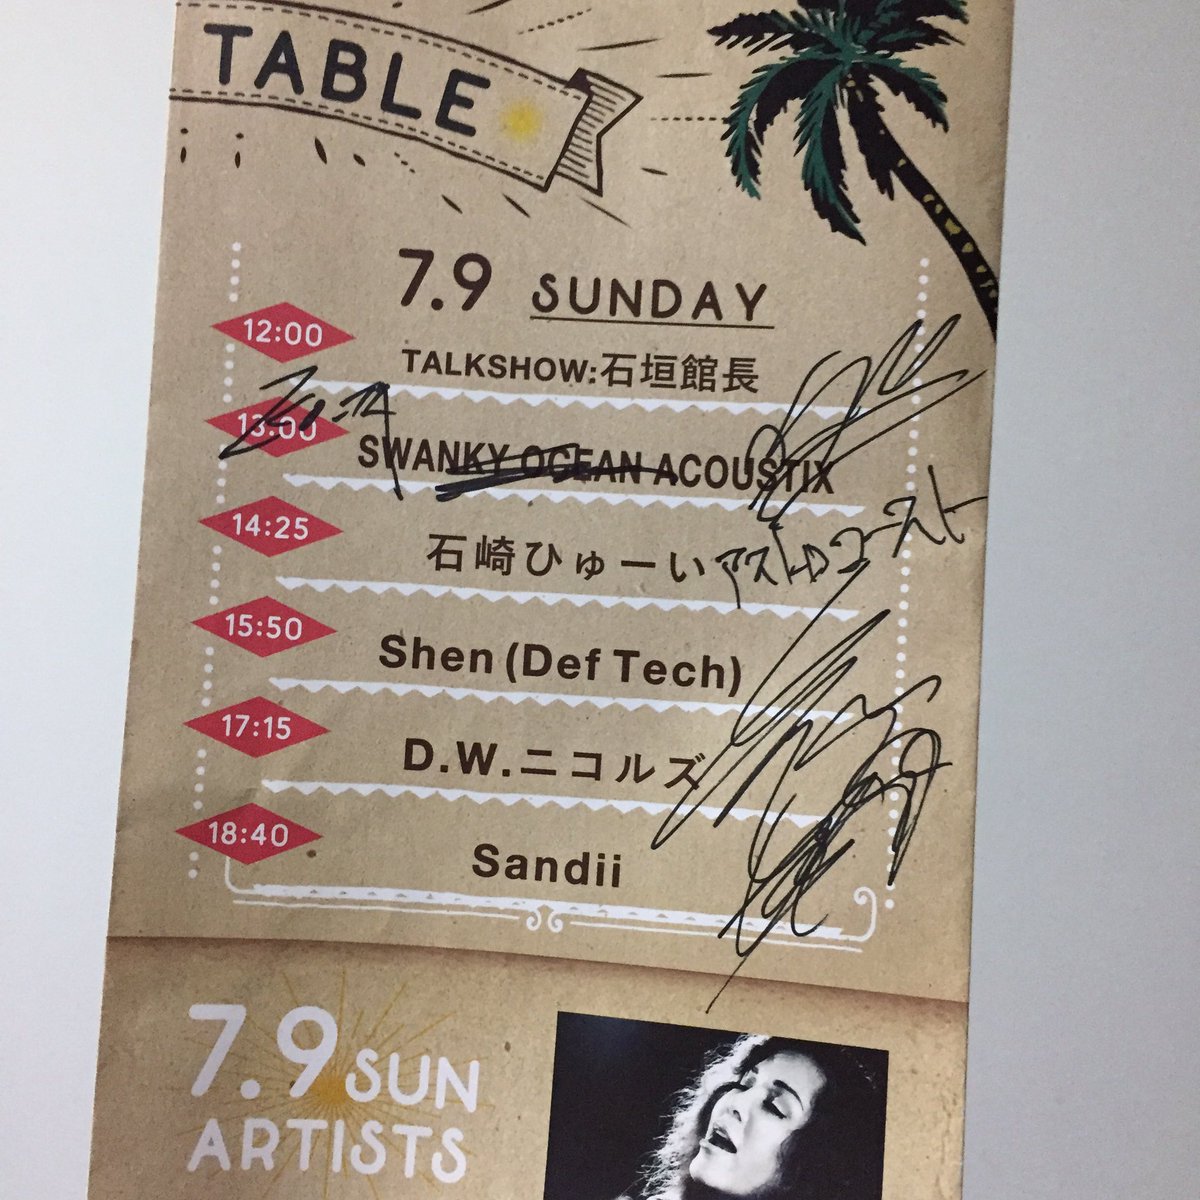 TABLE
7.9 SUNDAY
12:00
TALKSHOW:石垣館長
13:00
SWANKY OCEAN ACOUSTIX
14:25
石崎ひゅーい
アストロコースト
15:50
Shen (Def Tech)
17:15
D.W.ニコルズ
18:40
Sandii
7.9 SUN
ARTISTS